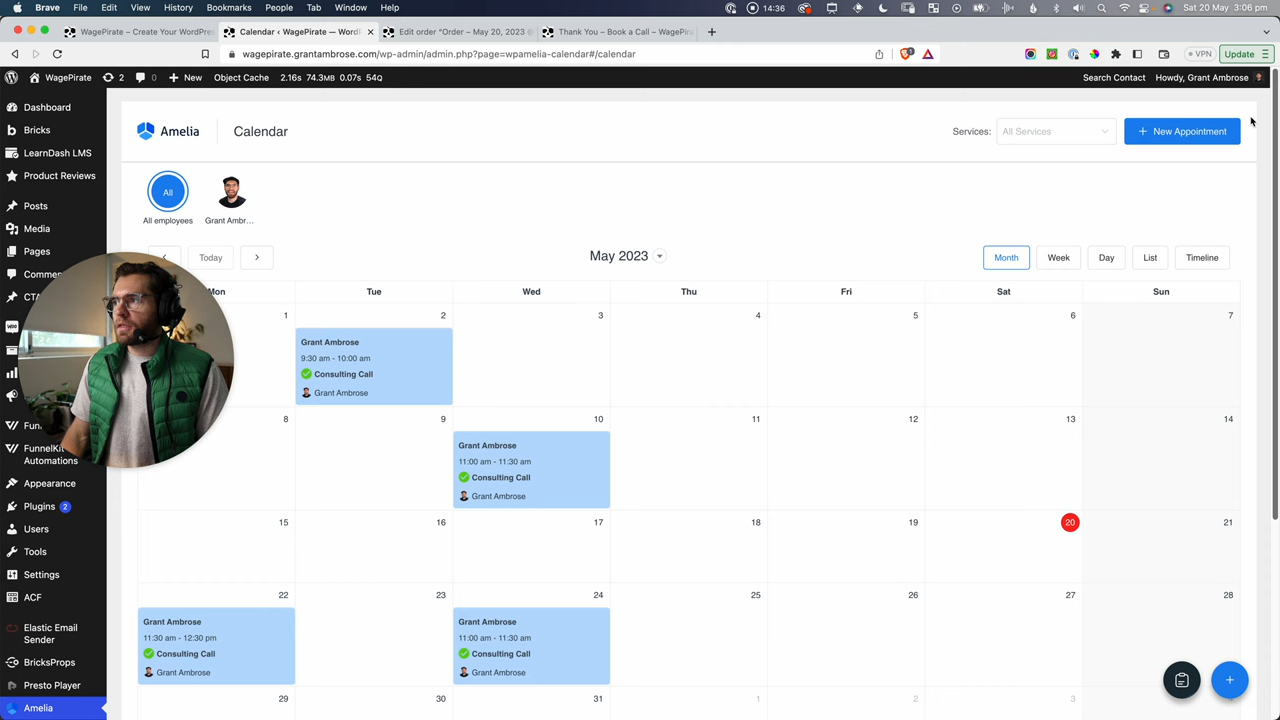 Brave Browser File Edit View History Bookmarks People Tab Window Help 14:36 Sat 20 May 3:05 pm
WagePirate – Create Your WordPres
Calendar ‹ WagePirate — Word
Edit order "Order – May 20, 2023 @
Thank You – Book a Call – WagePira
wagepirate.grantambrose.com/wp-admin/admin.php?page=wpamelia-calendar#/calendar
VPN
Update
WagePirate 2 0 New Object Cache 2.16s 74.3MB 0.07s 54Q
Search Contact Howdy, Grant Ambrose
Dashboard
Bricks
LearnDash LMS
Product Reviews
Posts
Media
Pages
Commen
CTA
Fun
FunnelKit
Automations
Appearance
Plugins 2
Users
Tools
Settings
ACF
Elastic Email
Sender
BricksProps
Presto Player
Amelia
Amelia Calendar
Services: All Services
New Appointment
All
All employees
Grant Ambr...
Today
May 2023
Month Week Day List Timeline
Mon Tue Wed Thu Fri Sat Sun
1 2 3 4 5 6 7
Grant Ambrose
9:30 am - 10:00 am
Consulting Call
Grant Ambrose
8 9 10 11 12 13 14
Grant Ambrose
11:00 am - 11:30 am
Consulting Call
Grant Ambrose
15 16 17 18 19 20 21
22 23 24 25 26 27 28
Grant Ambrose
11:30 am - 12:30 pm
Consulting Call
Grant Ambrose
Grant Ambrose
11:00 am - 11:30 am
Consulting Call
Grant Ambrose
29 30 31 1 2 3